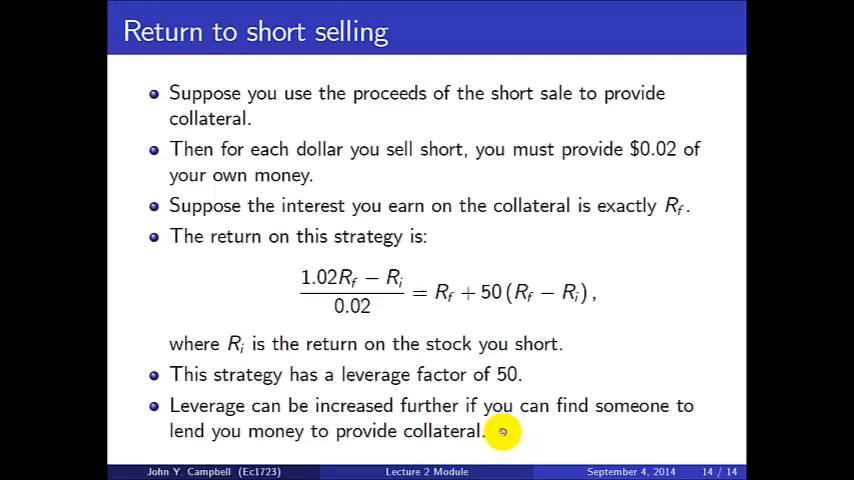 Return to short selling
Suppose you use the proceeds of the short sale to provide
collateral.
Then for each dollar you sell short, you must provide $0.02 of
your own money.
Suppose the interest you earn on the collateral is exactly R_f.
The return on this strategy is:
\frac{1.02R_f − R_i}{0.02} = R_f + 50 (R_f − R_i),
where R_i is the return on the stock you short.
This strategy has a leverage factor of 50.
Leverage can be increased further if you can find someone to
lend you money to provide collateral.
John Y. Campbell (Ec1723) Lecture 2 Module September 4, 2014 14 / 14